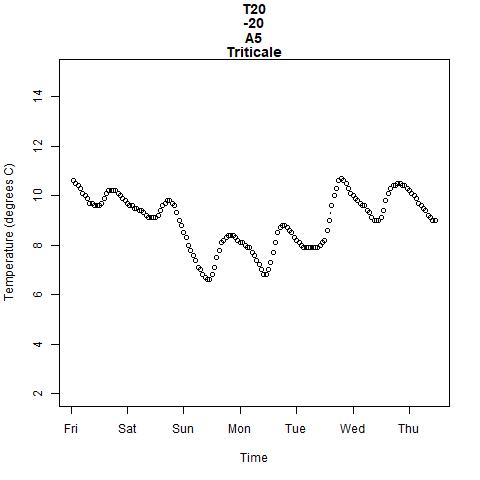 T20
-20
A5
Triticale
Temperature (degrees C)
14
12
10
8
6
4
2
Fri Sat Sun Mon Tue Wed Thu
Time